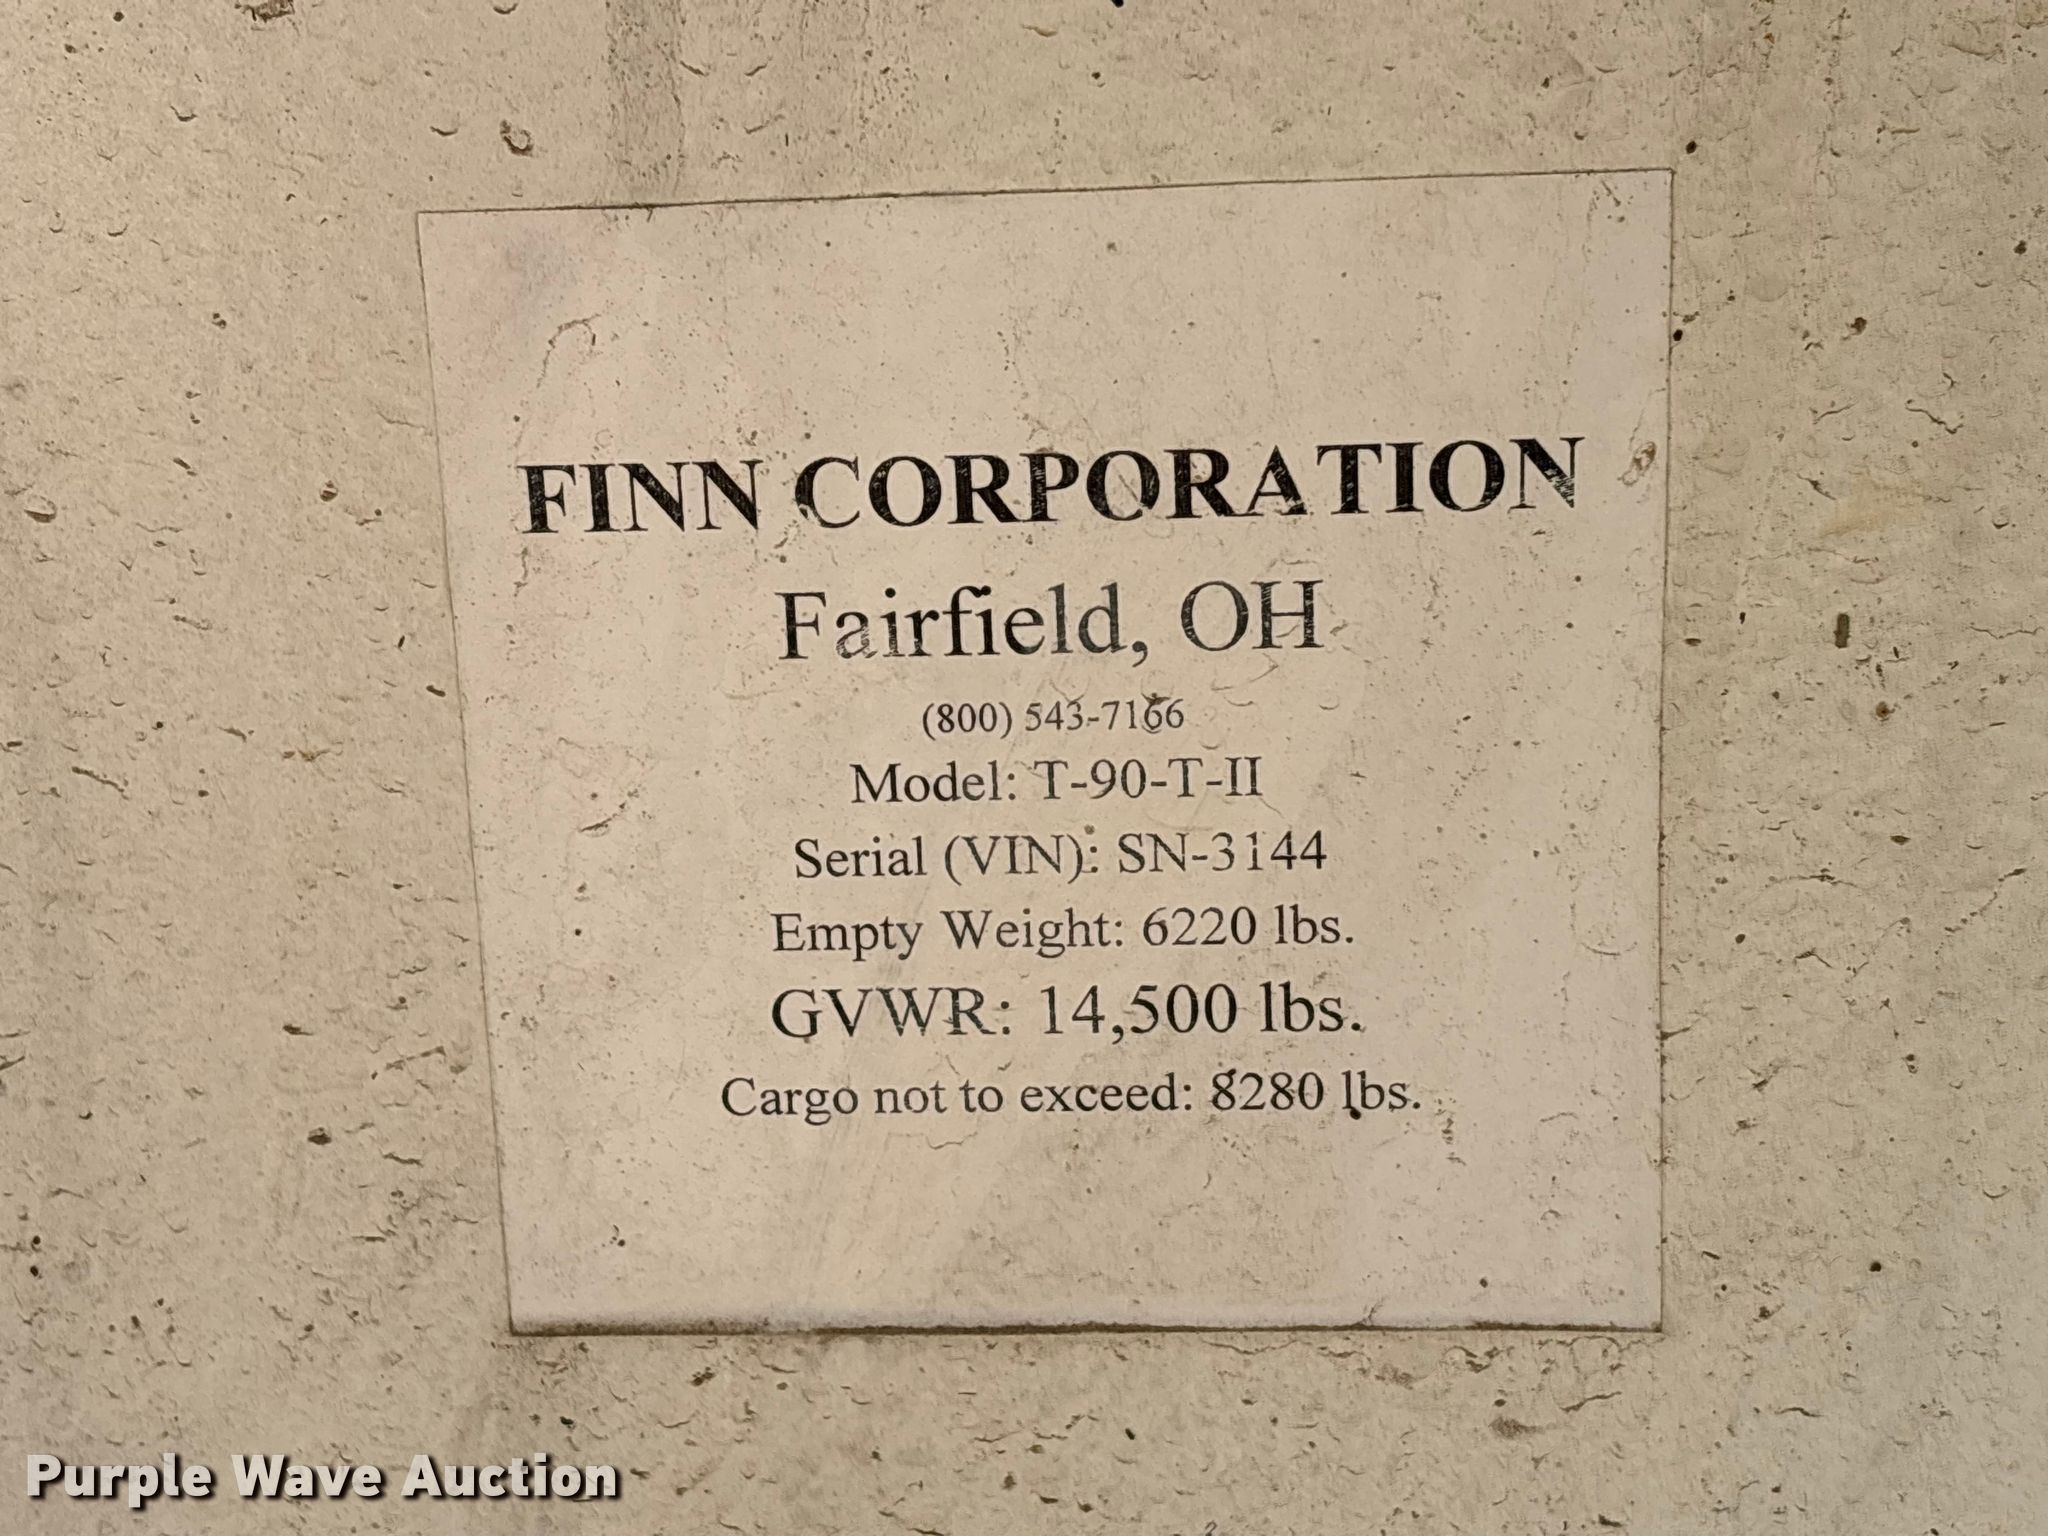 FINN CORPORATION
Fairfield, OH
(800) 543-7166
Model: T-90-T-II
Serial (VIN): SN-3144
Empty Weight: 6220 lbs.
GVWR: 14,500 lbs.
Cargo not to exceed: 8280 lbs.
Purple Wave Auction